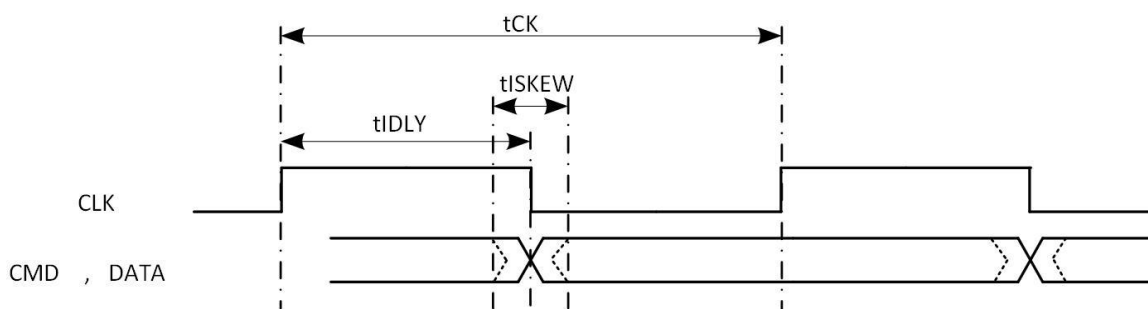 tCK
tISKEW
tIDLY
CLK
CMD , DATA